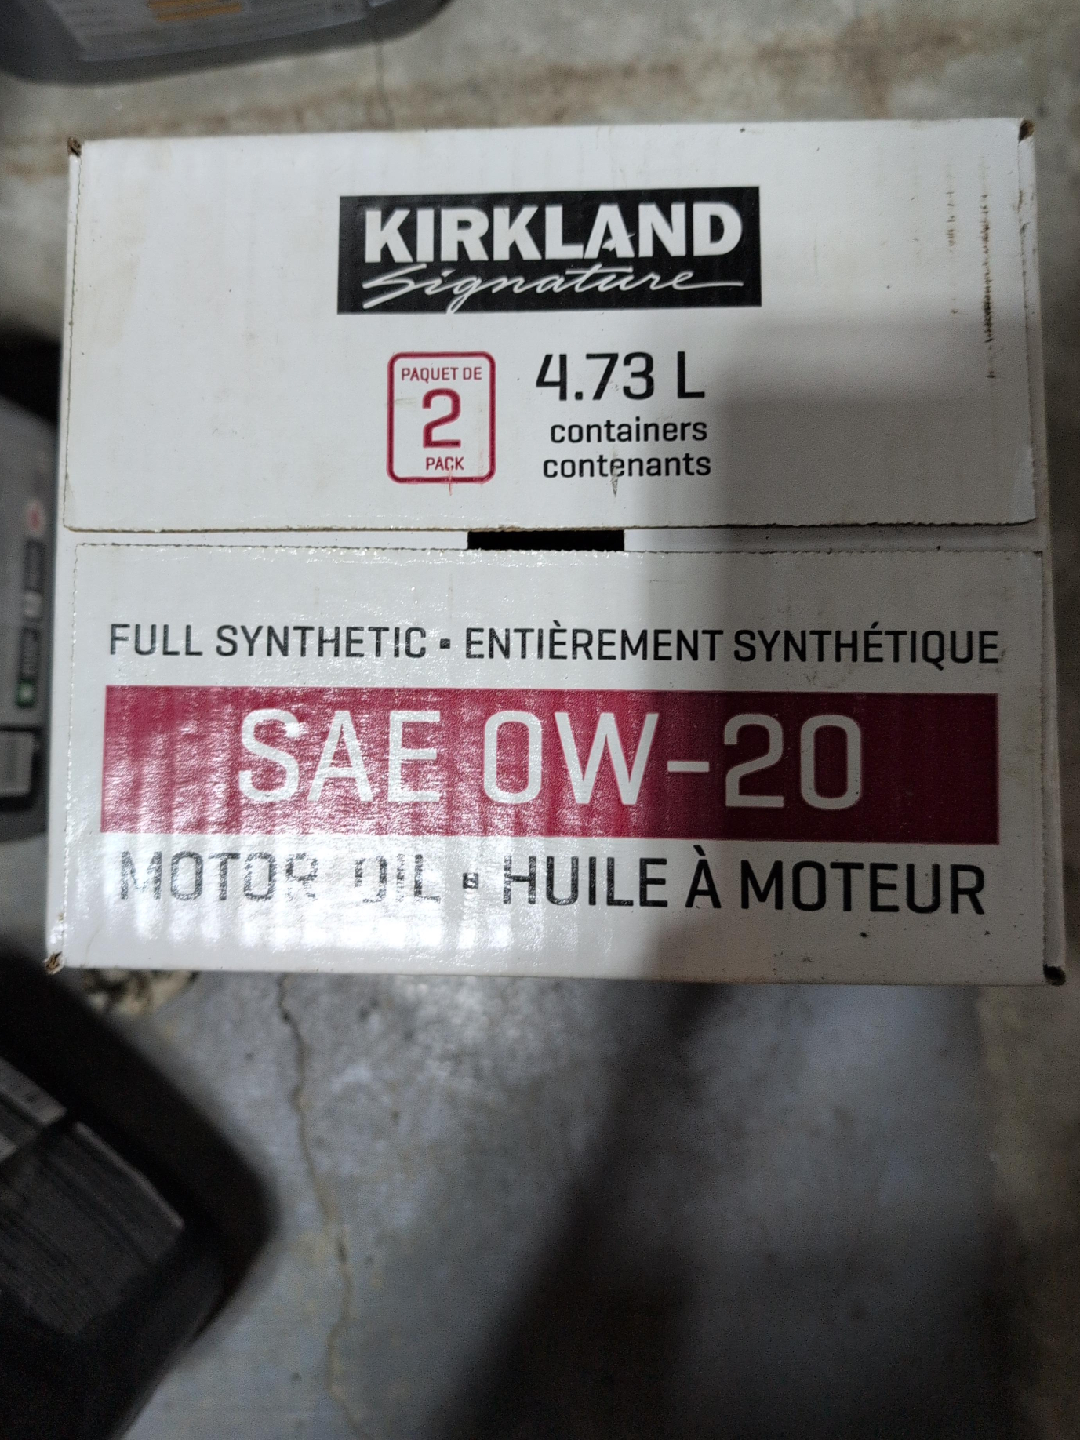 KIRKLAND
Signature
PAQUET DE
2
PACK
4.73 L
containers
contenants
FULL SYNTHETIC ▪ ENTIÈREMENT SYNTHÉTIQUE
SAE 0W-20
MOTOR OIL ▪ HUILE À MOTEUR